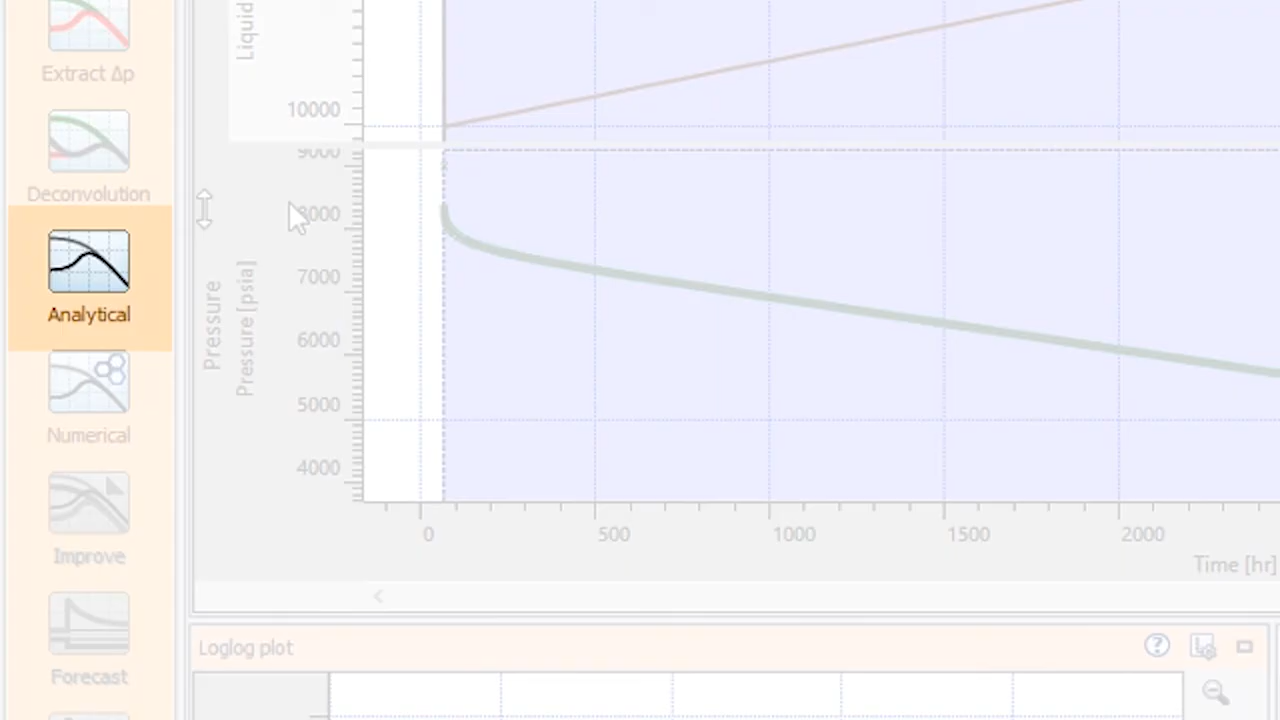 Extract Δp
Deconvolution
Analytical
Numerical
Improve
Forecast
Liquid
10000
9000
8000
7000
6000
5000
4000
Pressure
Pressure [psia]
0
500
1000
1500
2000
Time [hr]
Loglog plot